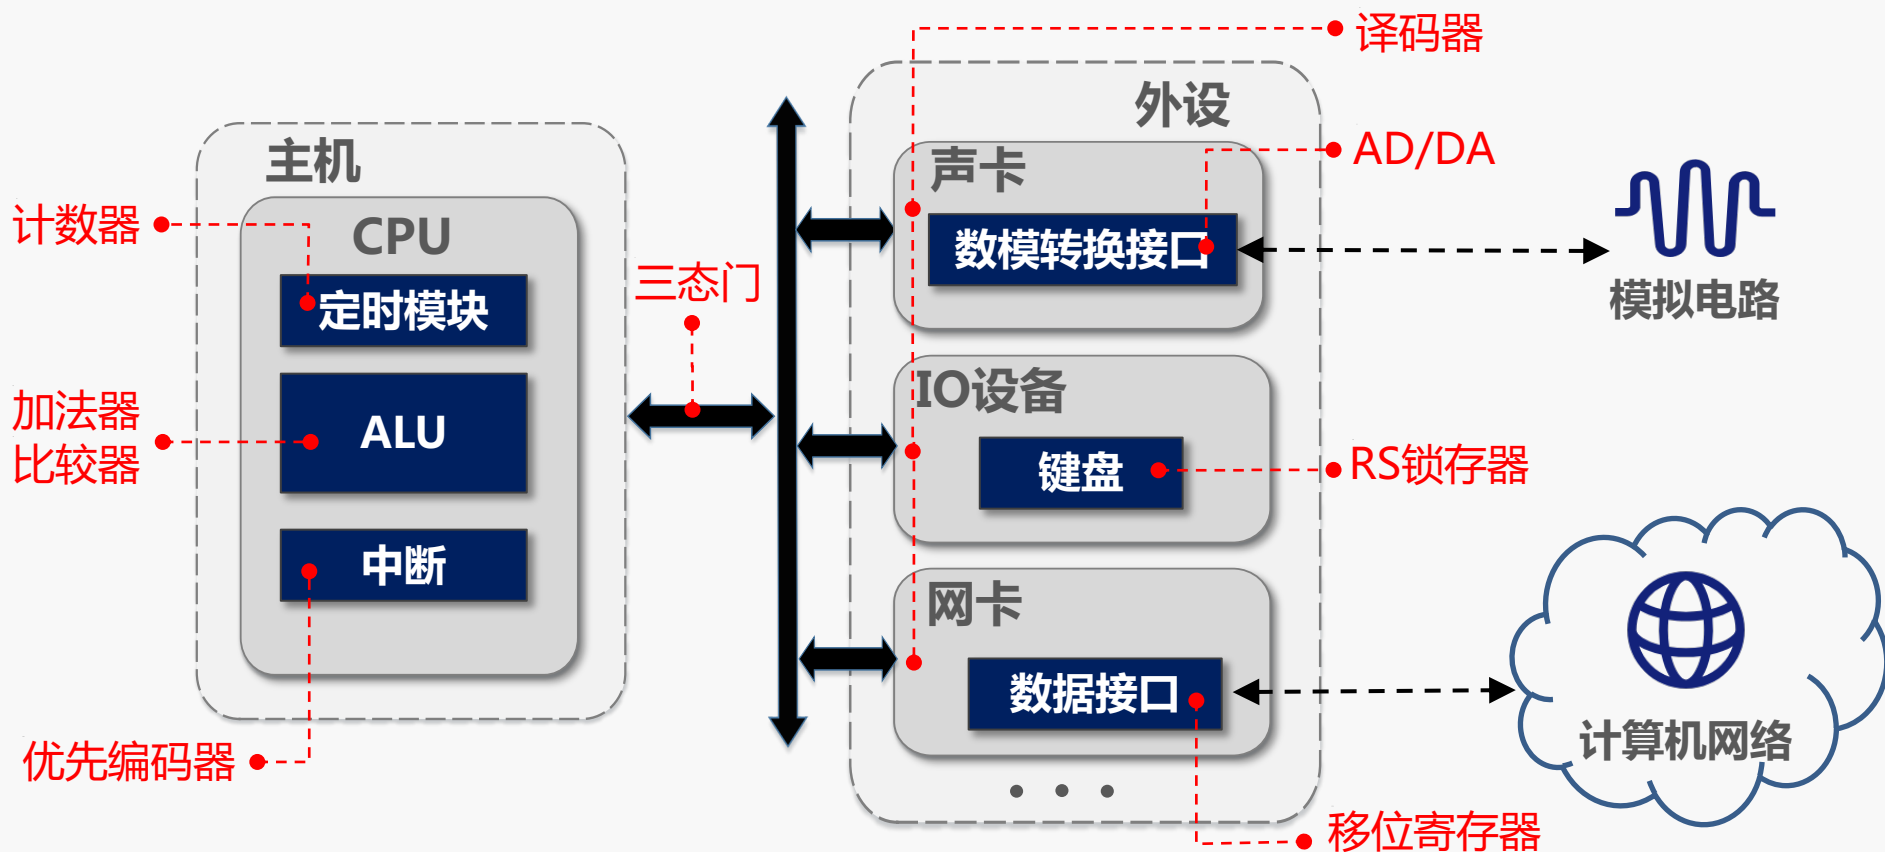 译码器
外设
主机
声卡
AD/DA
计数器
CPU
数模转换接口
三态门
定时模块
模拟电路
IO设备
加法器
比较器
ALU
键盘
RS锁存器
中断
网卡
数据接口
计算机网络
优先编码器
移位寄存器